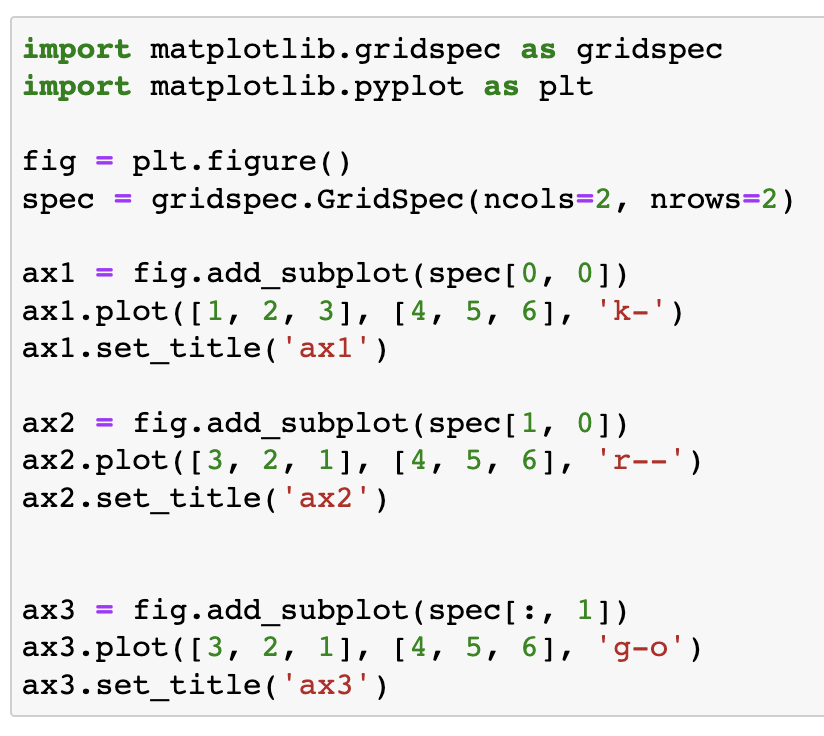 import matplotlib.gridspec as gridspec
import matplotlib.pyplot as plt
fig = plt.figure()
spec = gridspec.GridSpec(ncols=2, nrows=2)
ax1 = fig.add_subplot(spec[0, 0])
ax1.plot([1, 2, 3], [4, 5, 6], 'k-')
ax1.set_title('ax1')
ax2 = fig.add_subplot(spec[1, 0])
ax2.plot([3, 2, 1], [4, 5, 6], 'r--')
ax2.set_title('ax2')
ax3 = fig.add_subplot(spec[:, 1])
ax3.plot([3, 2, 1], [4, 5, 6], 'g-o')
ax3.set_title('ax3')